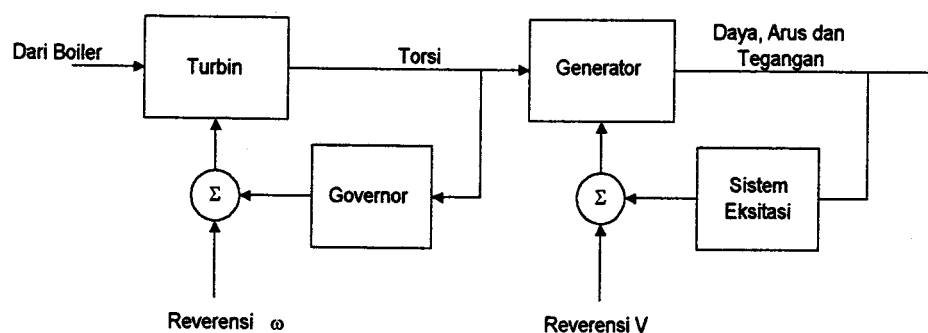 Daya, Arus dan
Tegangan
Dari Boiler
Turbin
Torsi
Generator
Σ
Governor
Σ
Sistem
Eksitasi
Reverensi ω
Reverensi V